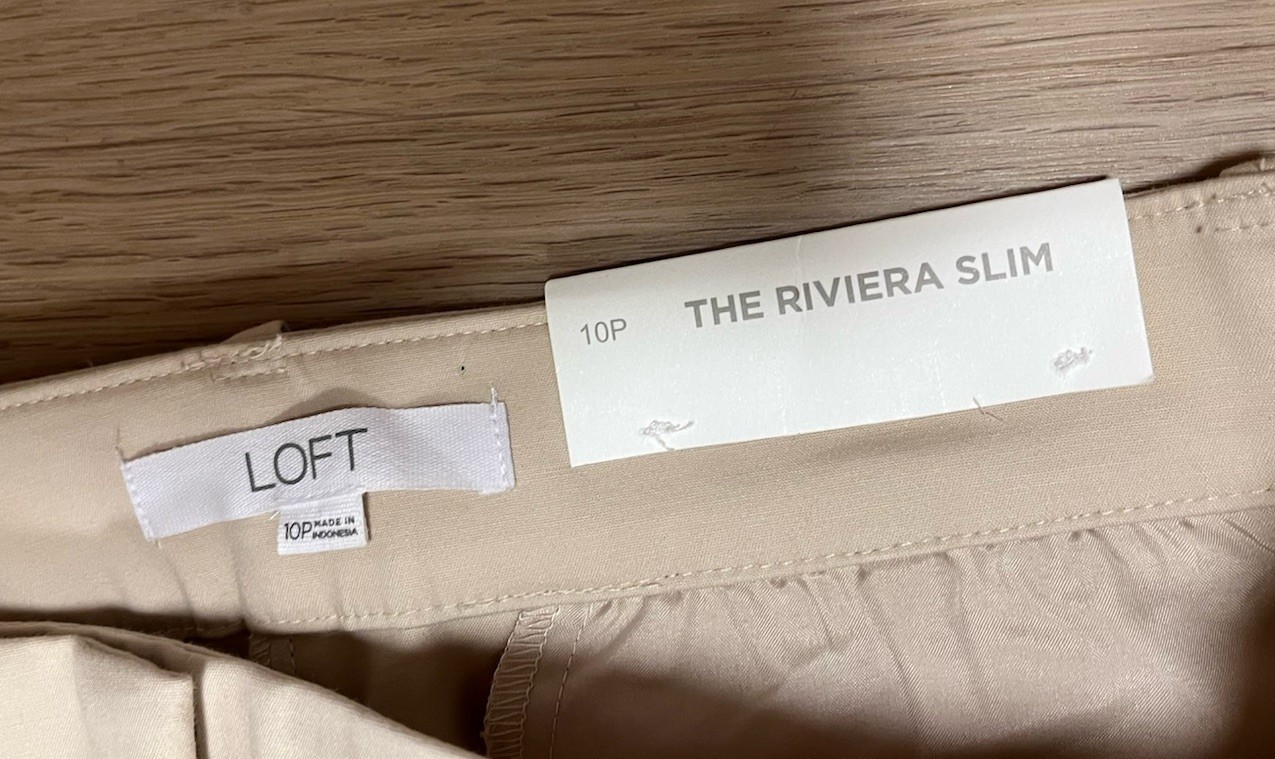 LOFT
10P MADE IN
INDONESIA
10P THE RIVIERA SLIM